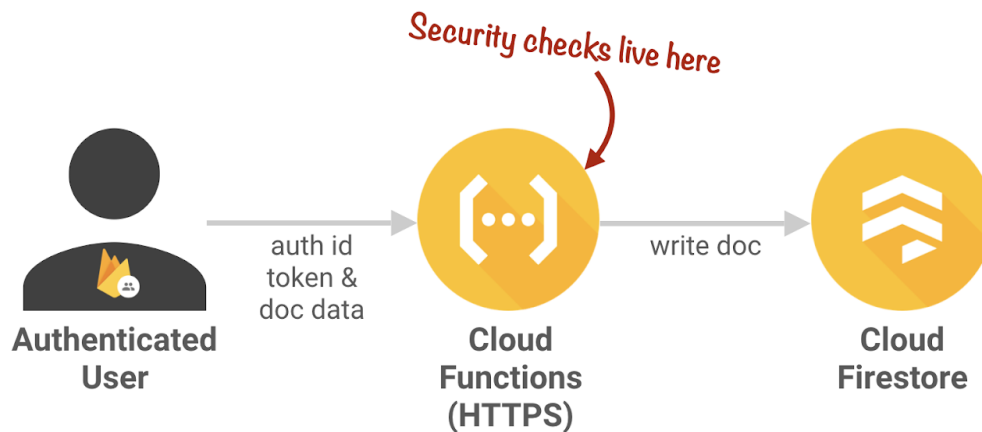 Security checks live here
auth id
token &
doc data
write doc
Authenticated
User
Cloud
Functions
(HTTPS)
Cloud
Firestore